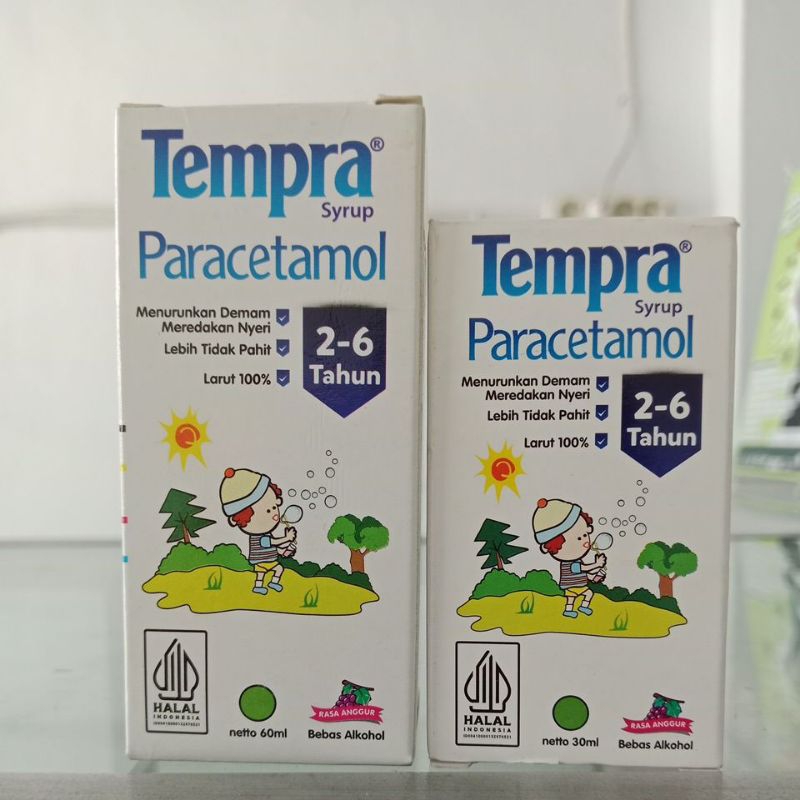 Tempra®
Syrup
Paracetamol
Menurunkan Demam
Meredakan Nyeri
Lebih Tidak Pahit
Larut 100%
2-6
Tahun
HALAL
INDONESIA
netto 60ml
RASA ANGGUR
Bebas Alkohol
Tempra®
Syrup
Paracetamol
Menurunkan Demam
Meredakan Nyeri
Lebih Tidak Pahit
Larut 100%
2-6
Tahun
HALAL
INDONESIA
netto 30ml
RASA ANGGUR
Bebas Alkohol